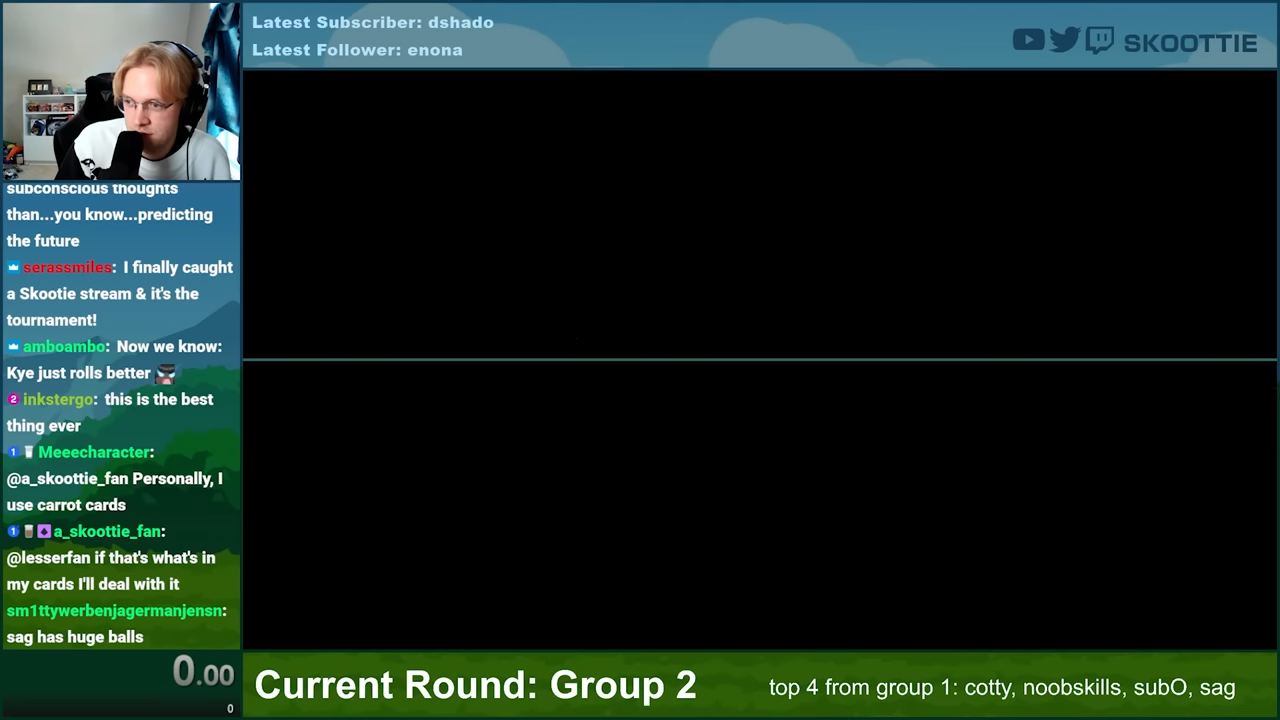 Latest Subscriber: dshado
Latest Follower: enona
SKOOTTIE
subconscious thoughts
than...you know...predicting
the future
serassmiles: I finally caught
a Skootie stream & it's the
tournament!
amboambo: Now we know:
Kye just rolls better
2 inkstergo: this is the best
thing ever
1 Meeecharacter:
@a_skoottie_fan Personally, I
use carrot cards
1 a_skoottie_fan:
@lesserfan if that's what's in
my cards I'll deal with it
sm1ttywerbenjagermanjensn:
sag has huge balls
0.00
0
Current Round: Group 2
top 4 from group 1: cotty, noobskills, subO, sag